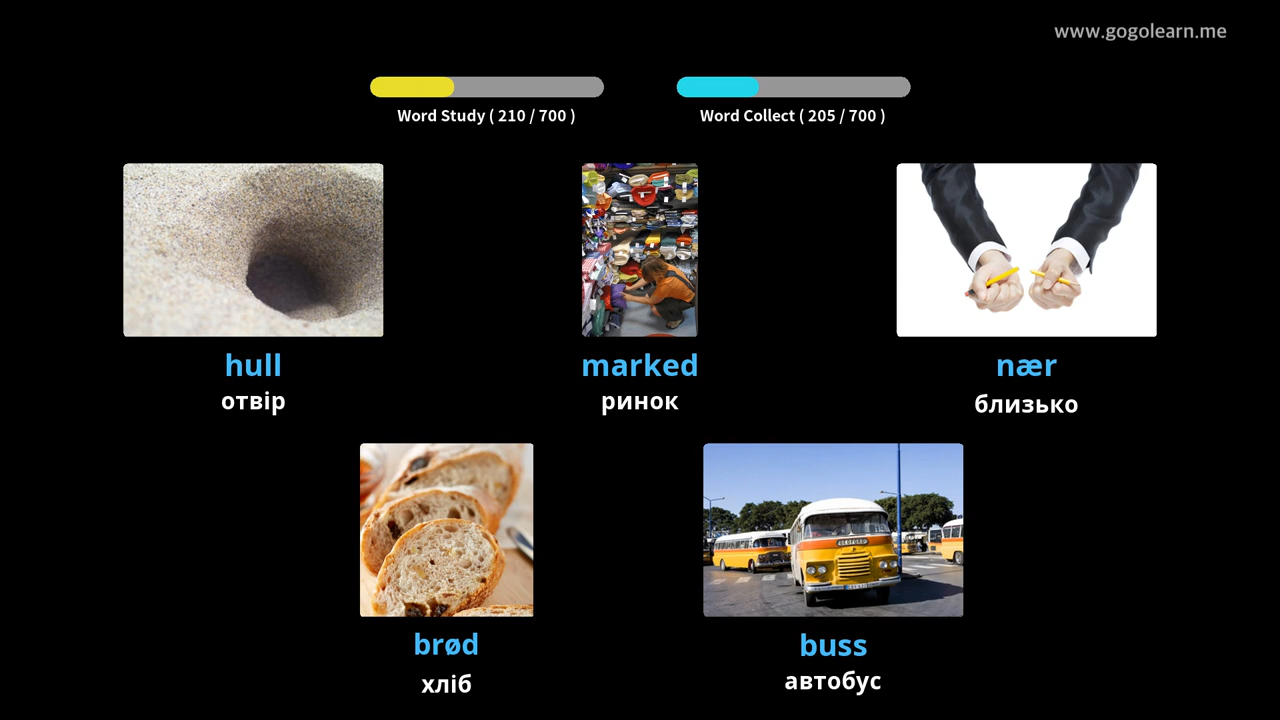 www.gogolearn.me
Word Study ( 210 / 700 )
Word Collect ( 205 / 700 )
hull
отвір
marked
ринок
nær
близько
brød
хліб
buss
автобус
BEDFORD